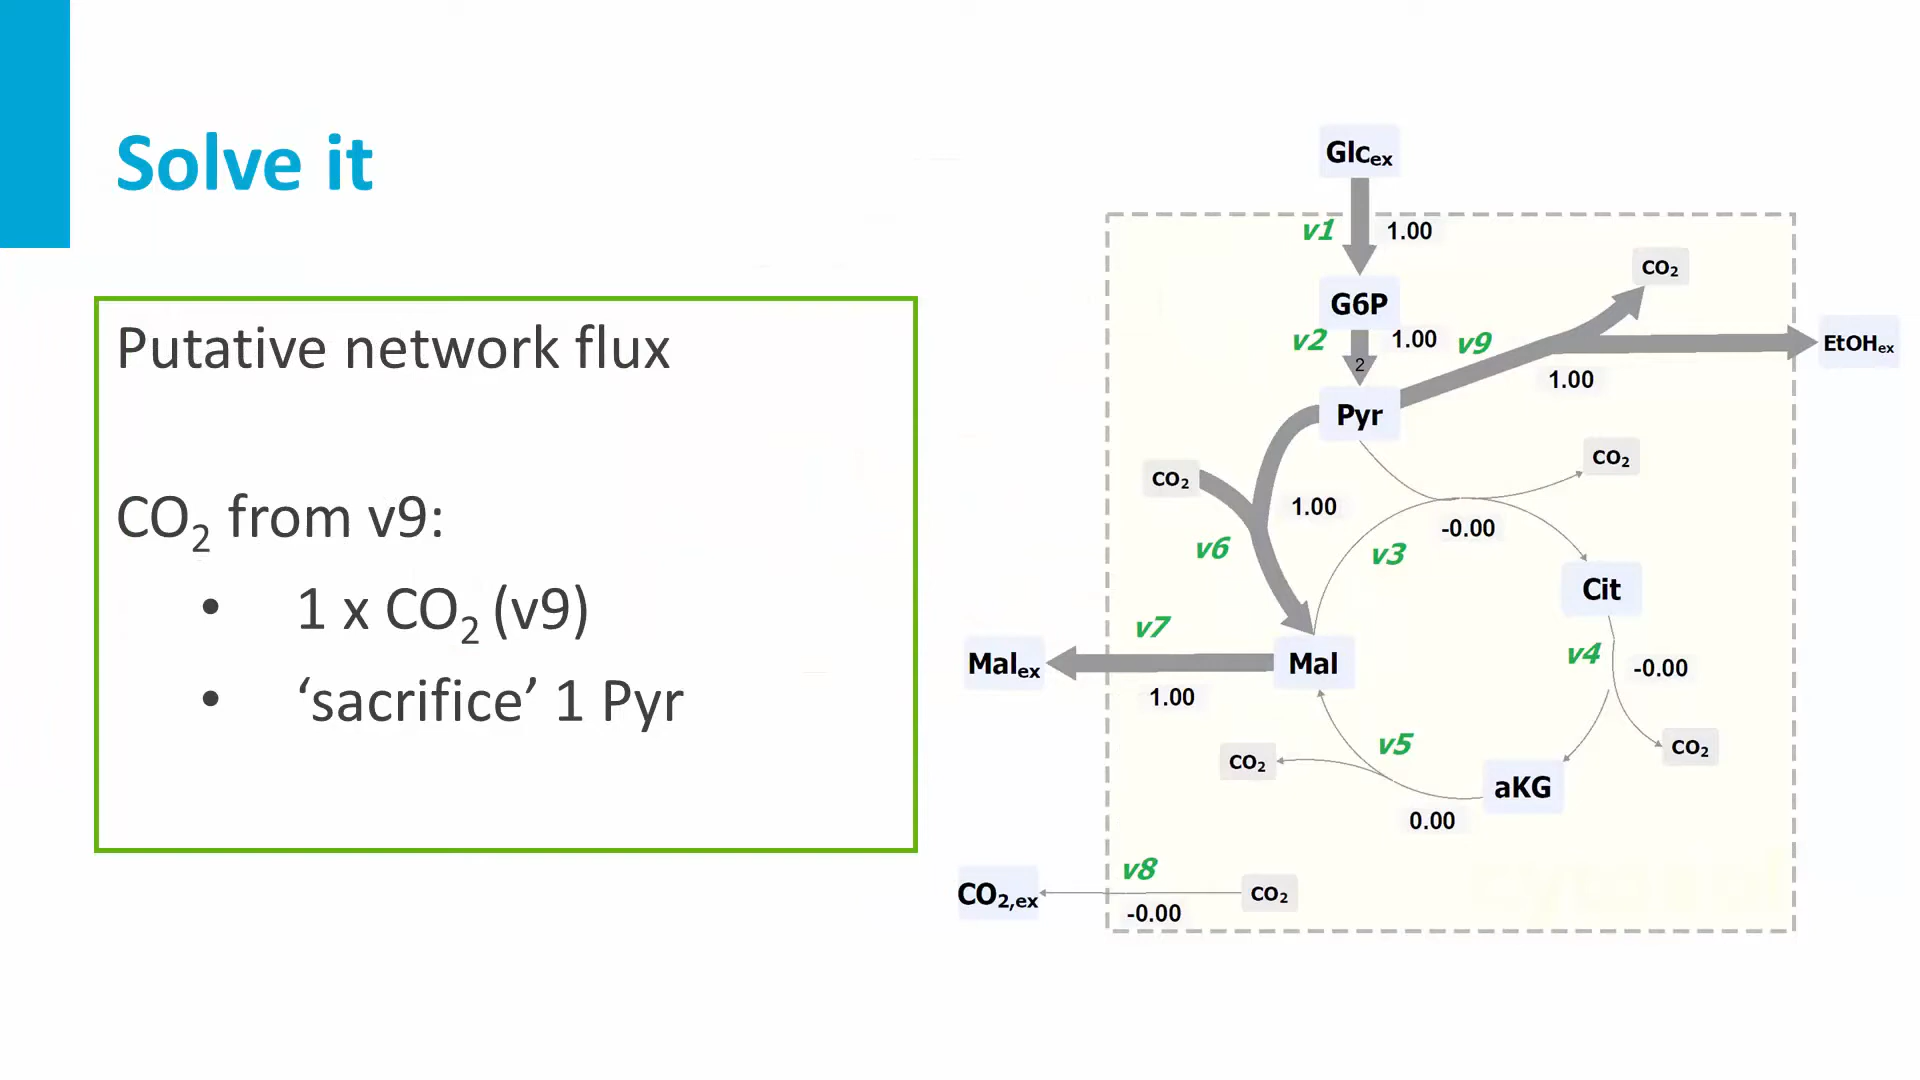 Solve it
Putative network flux
CO₂ from v9:
• 1 x CO₂ (v9)
• ‘sacrifice’ 1 Pyr
Glcex
v1 1.00
CO₂
G6P
v2 1.00 v9
EtOHex
2
1.00
Pyr
CO₂
CO₂
1.00
-0.00
v6
v3
Cit
v7
v4
-0.00
Malex
Mal
1.00
v5
CO₂
CO₂
aKG
0.00
v8
CO₂,ex
CO₂
-0.00